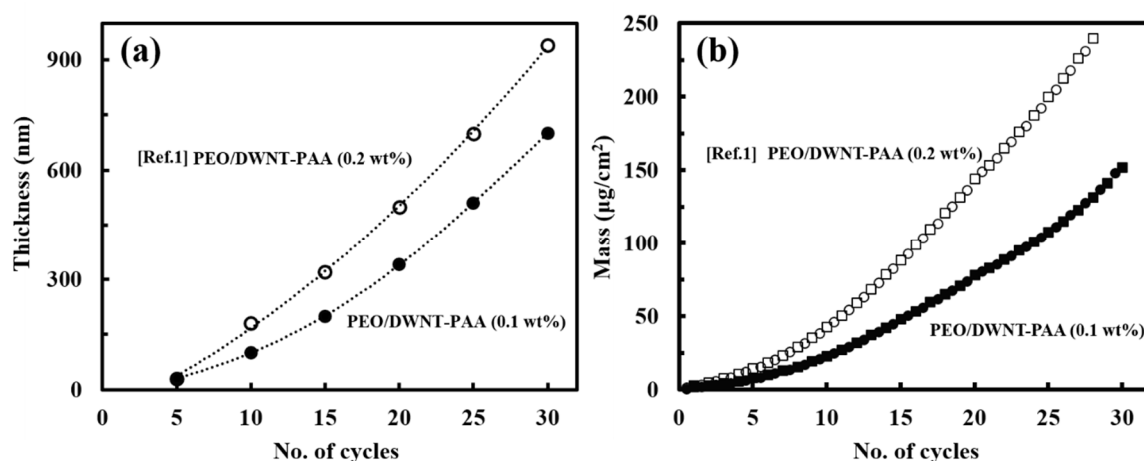 (a)
900
600
300
0
Thickness (nm)
[Ref.1] PEO/DWNT-PAA (0.2 wt%)
PEO/DWNT-PAA (0.1 wt%)
0 5 10 15 20 25 30
No. of cycles
(b)
250
200
150
100
50
0
Mass (µg/cm²)
[Ref.1] PEO/DWNT-PAA (0.2 wt%)
PEO/DWNT-PAA (0.1 wt%)
0 5 10 15 20 25 30
No. of cycles